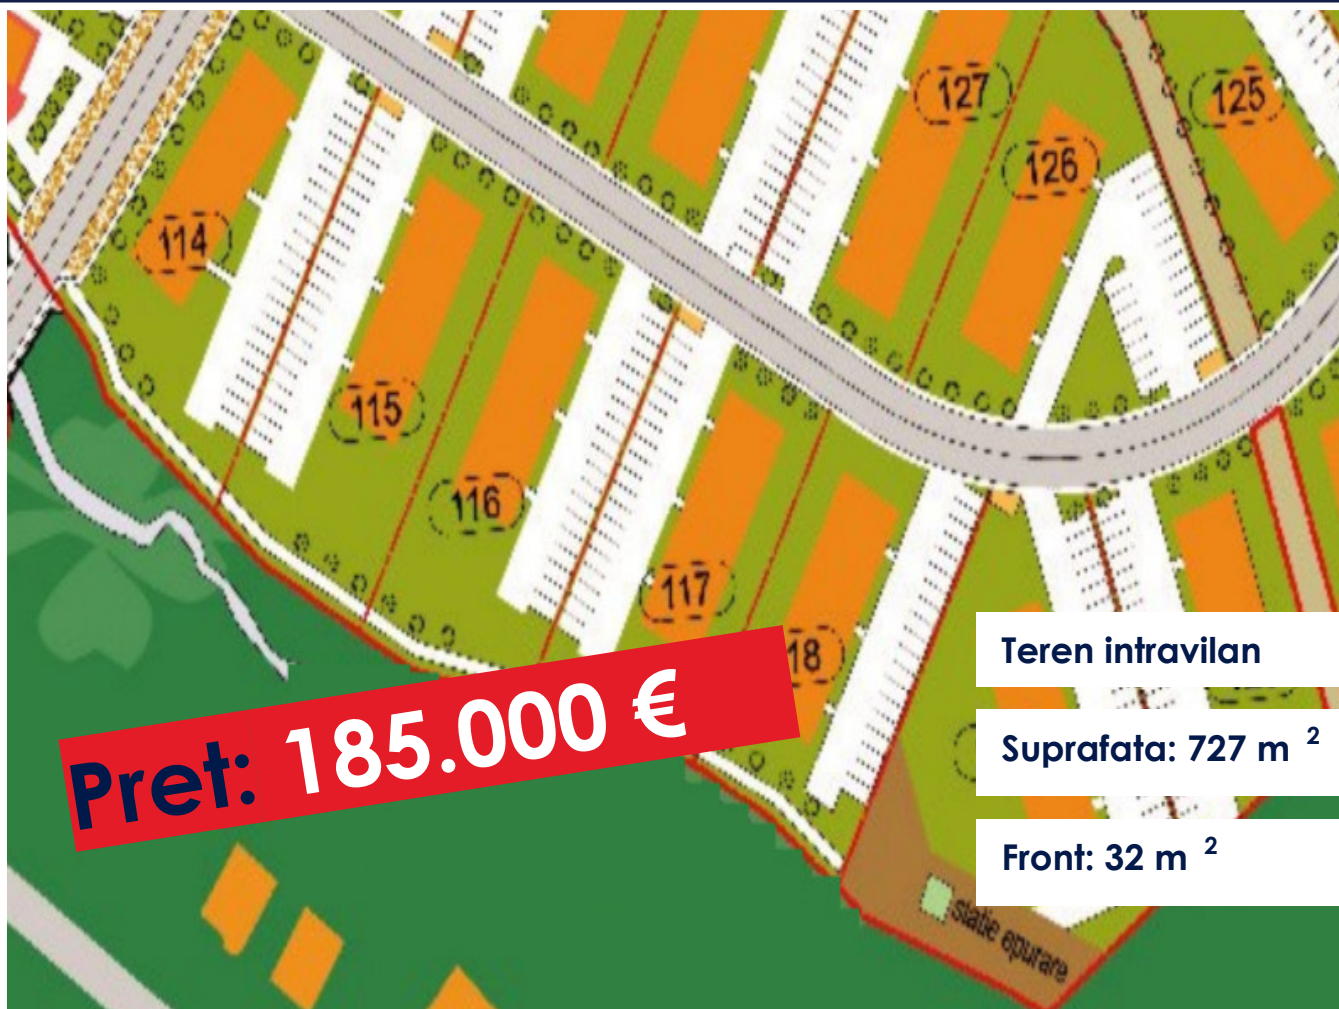 127
125
126
114
115
116
117
18
Teren intravilan
Pret: 185.000 €
Suprafata: 727 m 2
Front: 32 m 2
statie epurare